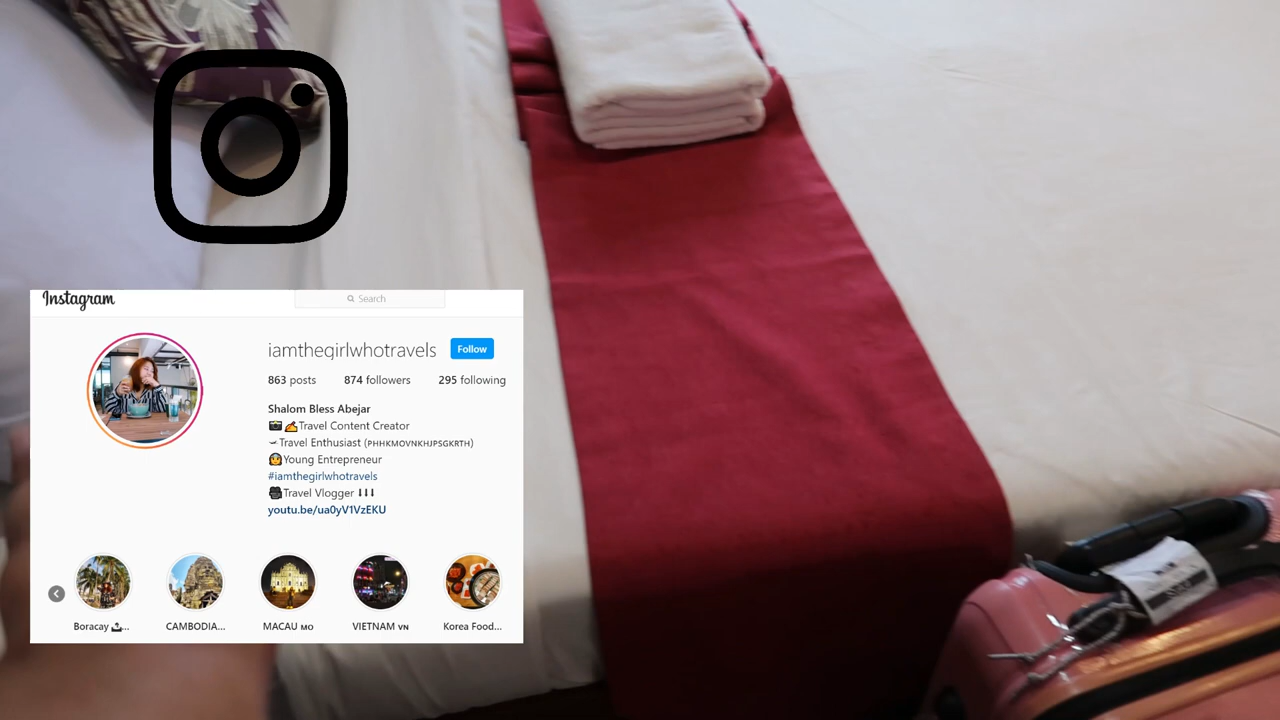 Instagram
Search
iamthegirlwhotravels Follow
863 posts 874 followers 295 following
Shalom Bless Abejar
Travel Content Creator
Travel Enthusiast (PHHKMOVNKHJPSGKRTH)
Young Entrepreneur
#iamthegirlwhotravels
Travel Vlogger
youtu.be/ua0yV1VzEKU
Boracay ... CAMBODIA... MACAU MO VIETNAM VN Korea Food...